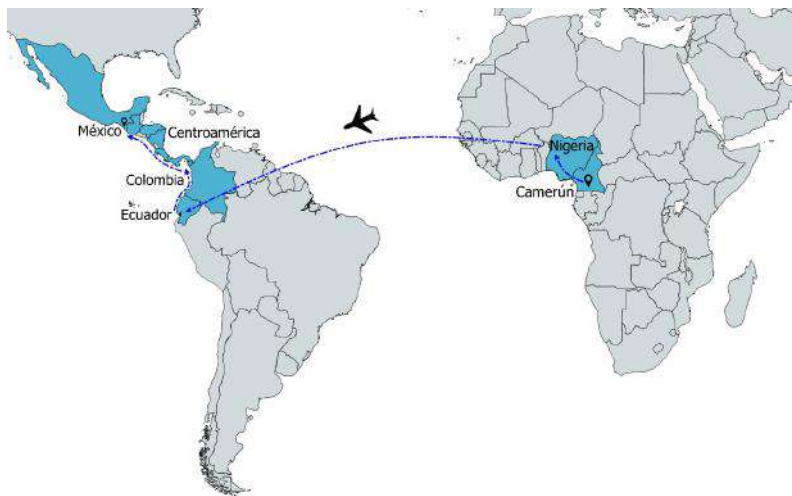 México
Centroamérica
Colombia
Ecuador
Nigeria
Camerún